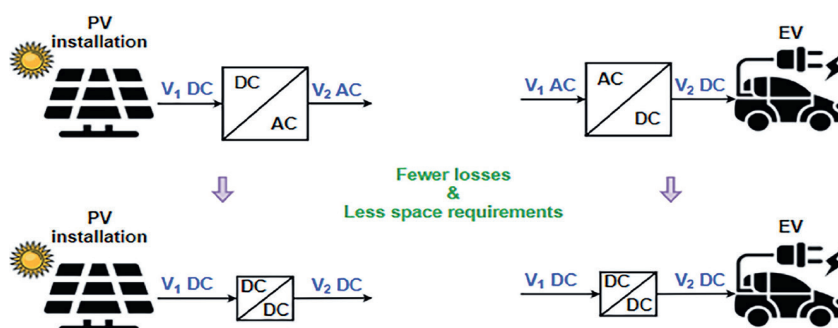 PV
installation
V₁ DC
DC
AC
V₂ AC
V₁ AC
AC
DC
V₂ DC
EV
Fewer losses
&
Less space requirements
PV
installation
V₁ DC
DC
DC
V₂ DC
V₁ DC
DC
DC
V₂ DC
EV